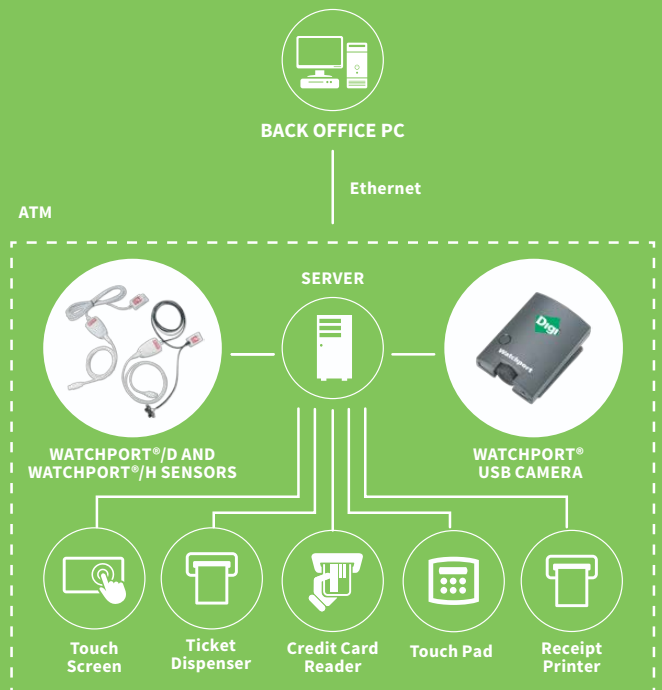 BACK OFFICE PC
Ethernet
ATM
SERVER
Digi
Watchport
WATCHPORT®/D AND
WATCHPORT®/H SENSORS
WATCHPORT®
USB CAMERA
Touch
Screen
Ticket
Dispenser
Credit Card
Reader
Touch Pad
Receipt
Printer